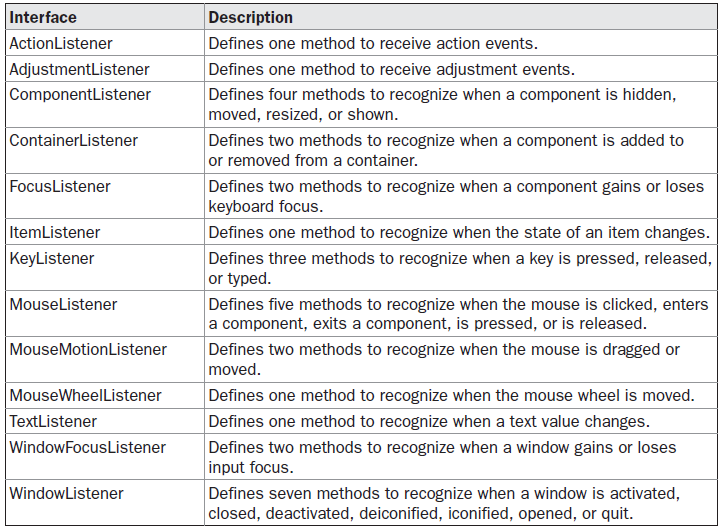 Interface Description
ActionListener Defines one method to receive action events.
AdjustmentListener Defines one method to receive adjustment events.
ComponentListener Defines four methods to recognize when a component is hidden,
moved, resized, or shown.
ContainerListener Defines two methods to recognize when a component is added to
or removed from a container.
FocusListener Defines two methods to recognize when a component gains or loses
keyboard focus.
ItemListener Defines one method to recognize when the state of an item changes.
KeyListener Defines three methods to recognize when a key is pressed, released,
or typed.
MouseListener Defines five methods to recognize when the mouse is clicked, enters
a component, exits a component, is pressed, or is released.
MouseMotionListener Defines two methods to recognize when the mouse is dragged or
moved.
MouseWheelListener Defines one method to recognize when the mouse wheel is moved.
TextListener Defines one method to recognize when a text value changes.
WindowFocusListener Defines two methods to recognize when a window gains or loses
input focus.
WindowListener Defines seven methods to recognize when a window is activated,
closed, deactivated, deiconified, iconified, opened, or quit.